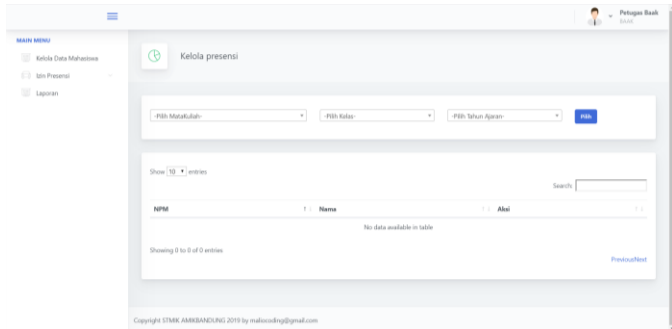 Petugas Baak
BAAK
MAIN MENU
Kelola Data Mahasiswa
Izin Presensi
Laporan
Kelola presensi
-Pilih MataKuliah-
-Pilih Kelas-
-Pilih Tahun Ajaran-
Pilih
Show 10 entries
Search:
NPM Nama Aksi
No data available in table
Showing 0 to 0 of 0 entries
PreviousNext
Copyright STMIK AMIKBANDUNG 2019 by maliocoding@gmail.com